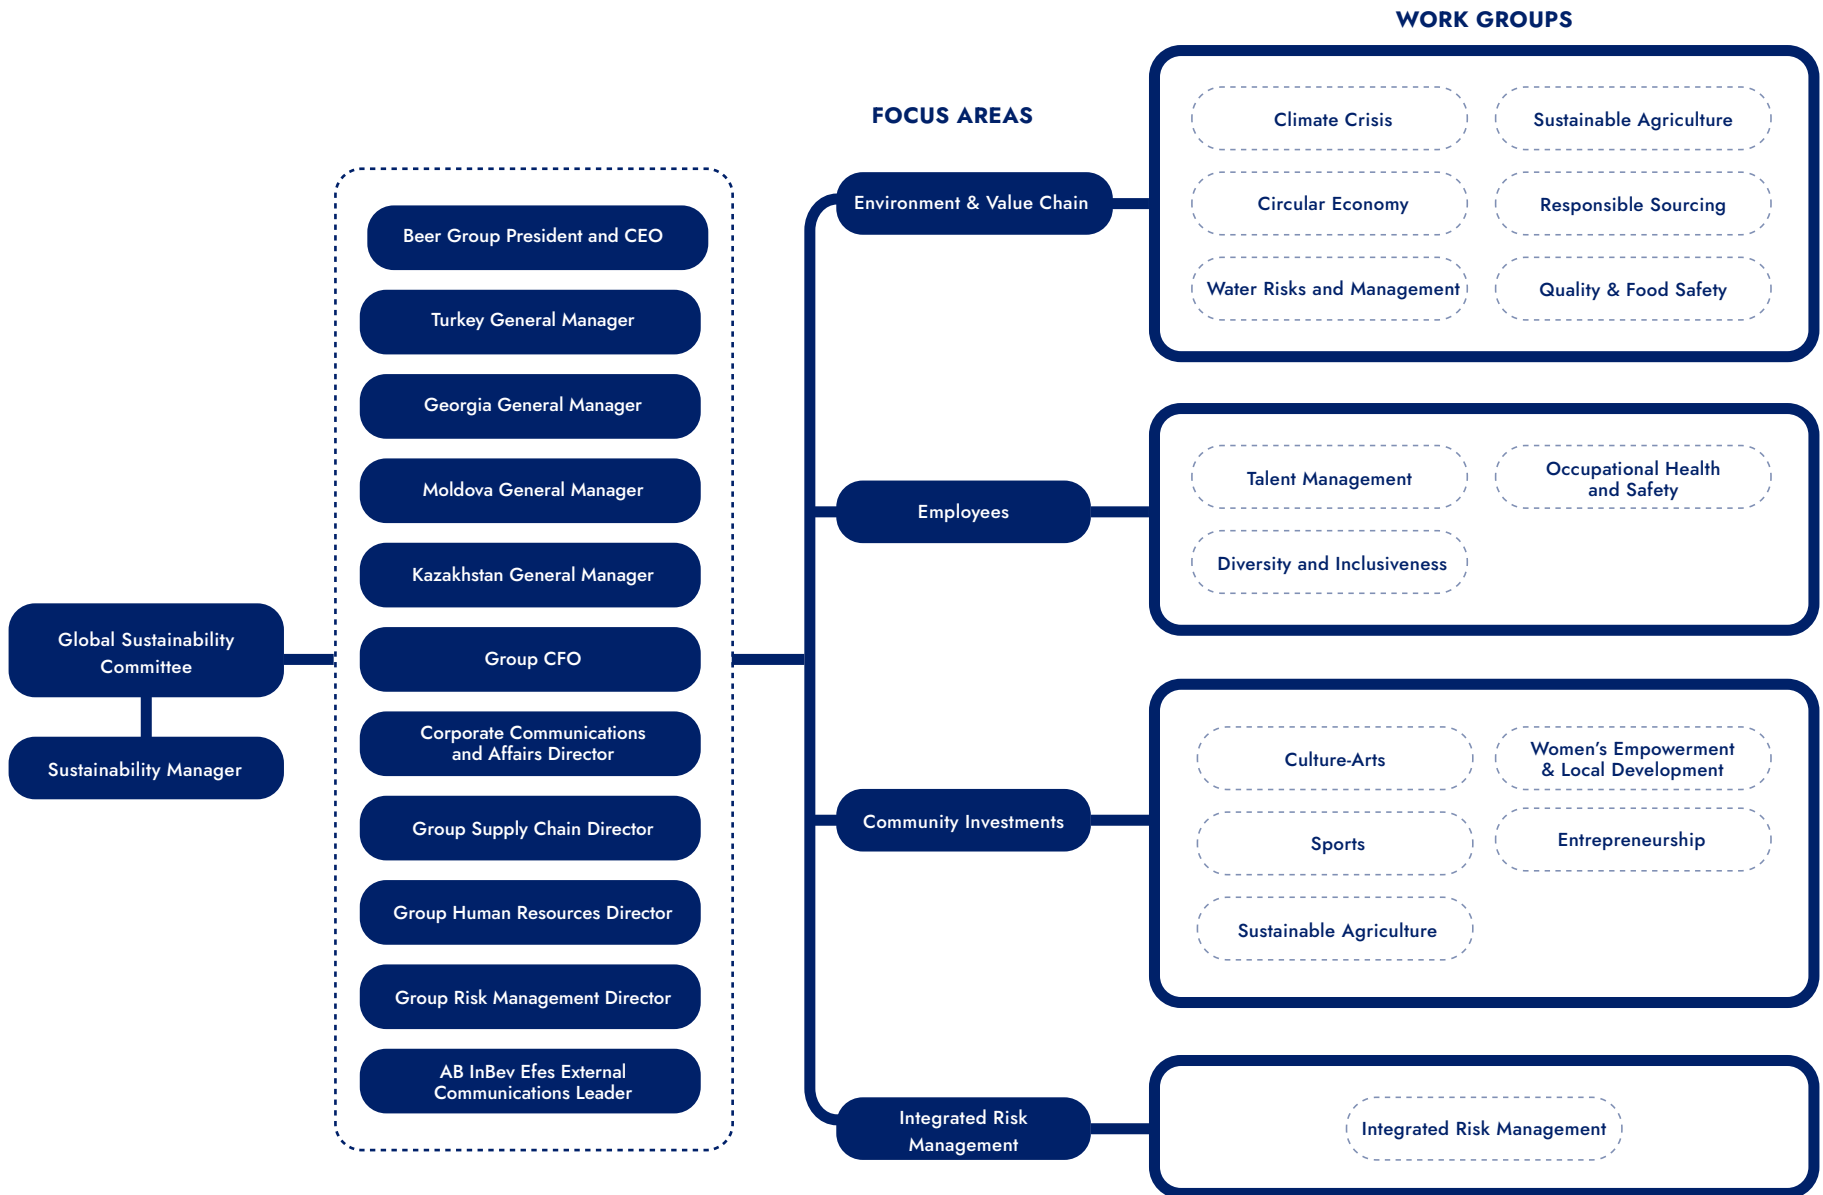 WORK GROUPS
FOCUS AREAS
Global Sustainability
Committee
Sustainability Manager
Beer Group President and CEO
Turkey General Manager
Georgia General Manager
Moldova General Manager
Kazakhstan General Manager
Group CFO
Corporate Communications
and Affairs Director
Group Supply Chain Director
Group Human Resources Director
Group Risk Management Director
AB InBev Efes External
Communications Leader
Environment & Value Chain
Climate Crisis
Sustainable Agriculture
Circular Economy
Responsible Sourcing
Water Risks and Management
Quality & Food Safety
Employees
Talent Management
Occupational Health
and Safety
Diversity and Inclusiveness
Community Investments
Culture-Arts
Women’s Empowerment
& Local Development
Sports
Entrepreneurship
Sustainable Agriculture
Integrated Risk
Management
Integrated Risk Management